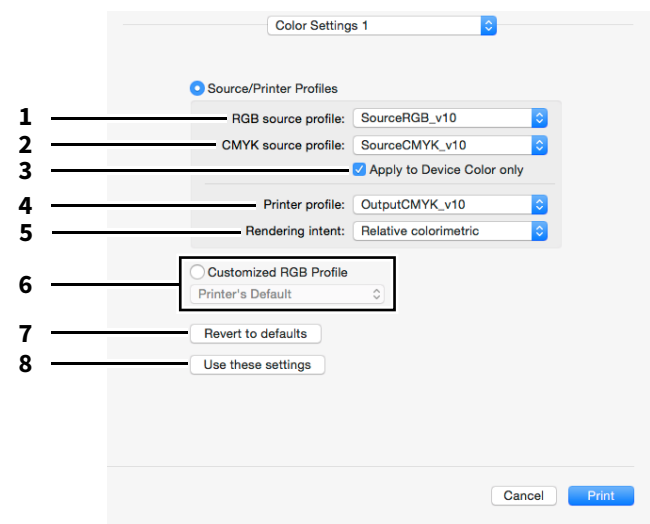 Color Settings 1
Source/Printer Profiles
1 RGB source profile: SourceRGB_v10
2 CMYK source profile: SourceCMYK_v10
3 Apply to Device Color only
4 Printer profile: OutputCMYK_v10
5 Rendering intent: Relative colorimetric
Customized RGB Profile
6
Printer's Default
7 Revert to defaults
8 Use these settings
Cancel Print